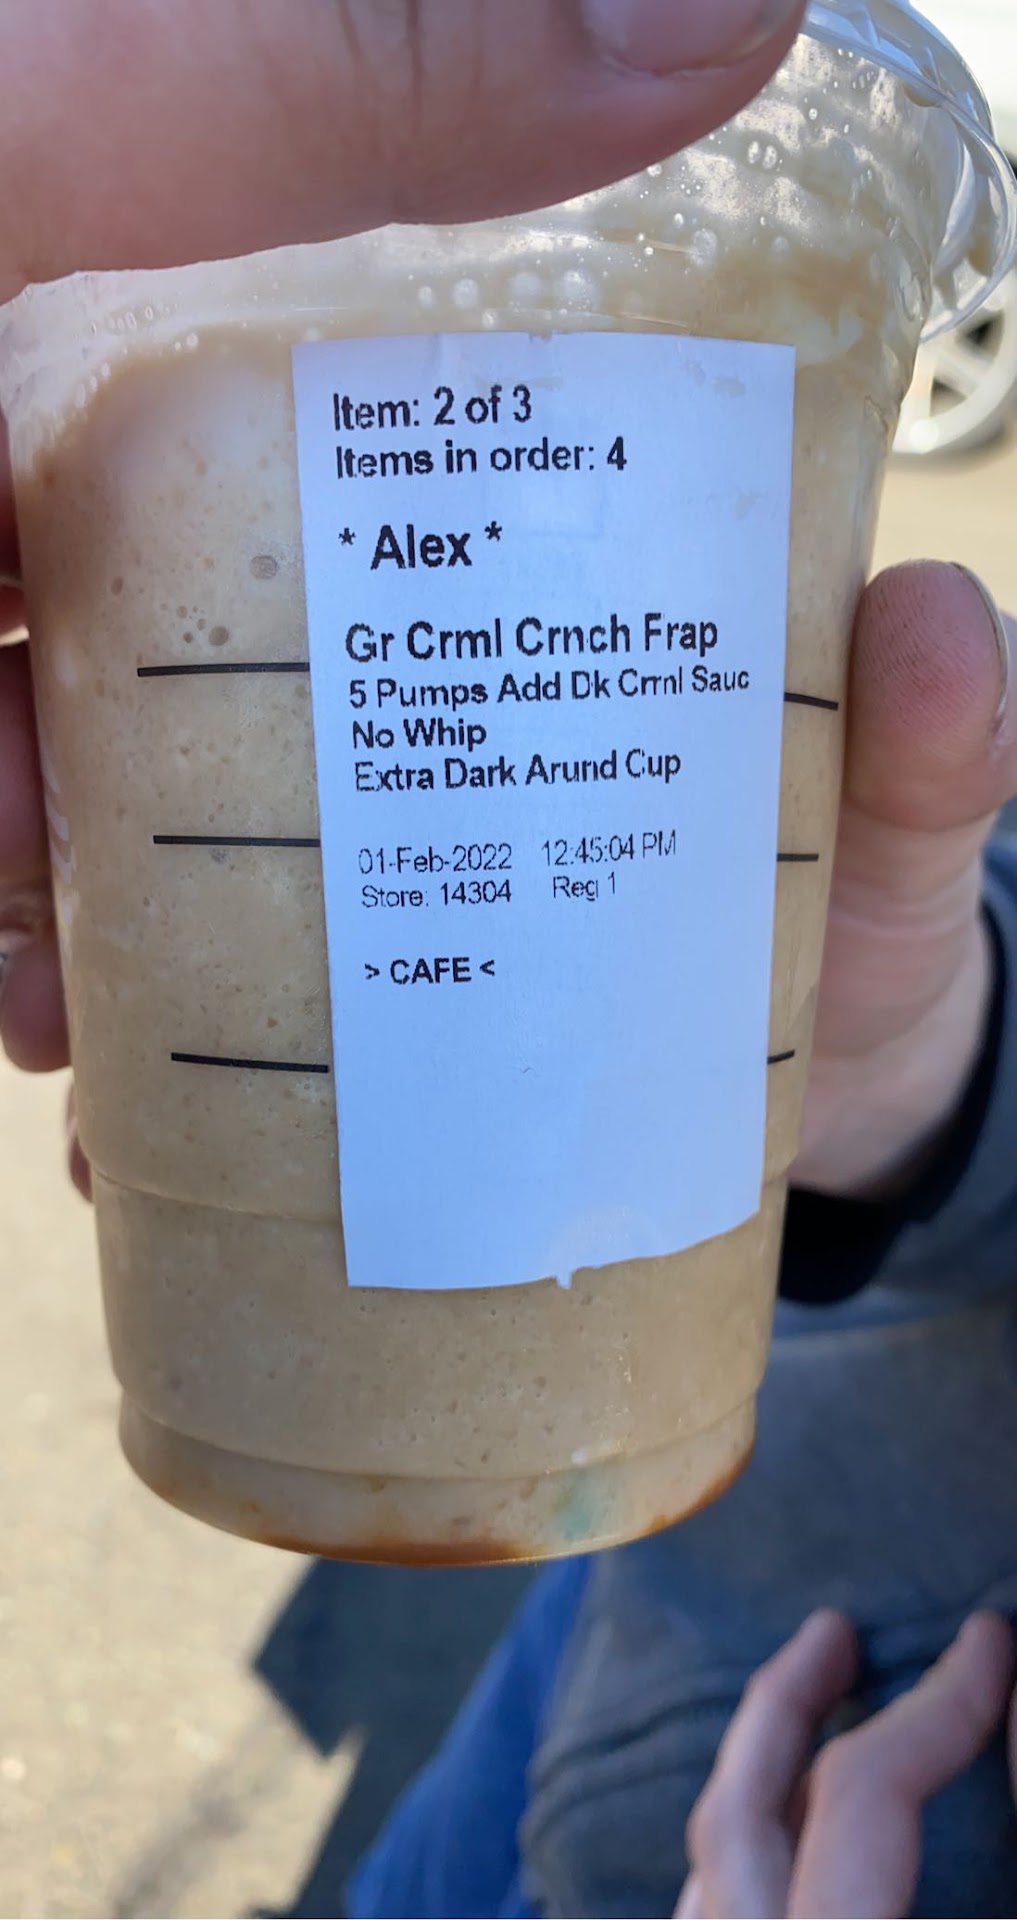 Item: 2 of 3
Items in order: 4
* Alex *
Gr Crml Crnch Frap
5 Pumps Add Dk Crml Sauc
No Whip
Extra Dark Arund Cup
01-Feb-2022 12:45:04 PM
Store: 14304 Reg 1
> CAFE <